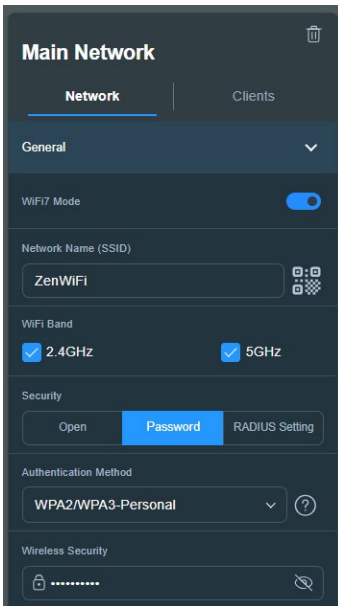 Main Network
Network Clients
General
WiFi7 Mode
Network Name (SSID)
ZenWiFi
WiFi Band
2.4GHz 5GHz
Security
Open Password RADIUS Setting
Authentication Method
WPA2/WPA3-Personal ?
Wireless Security
••••••••••